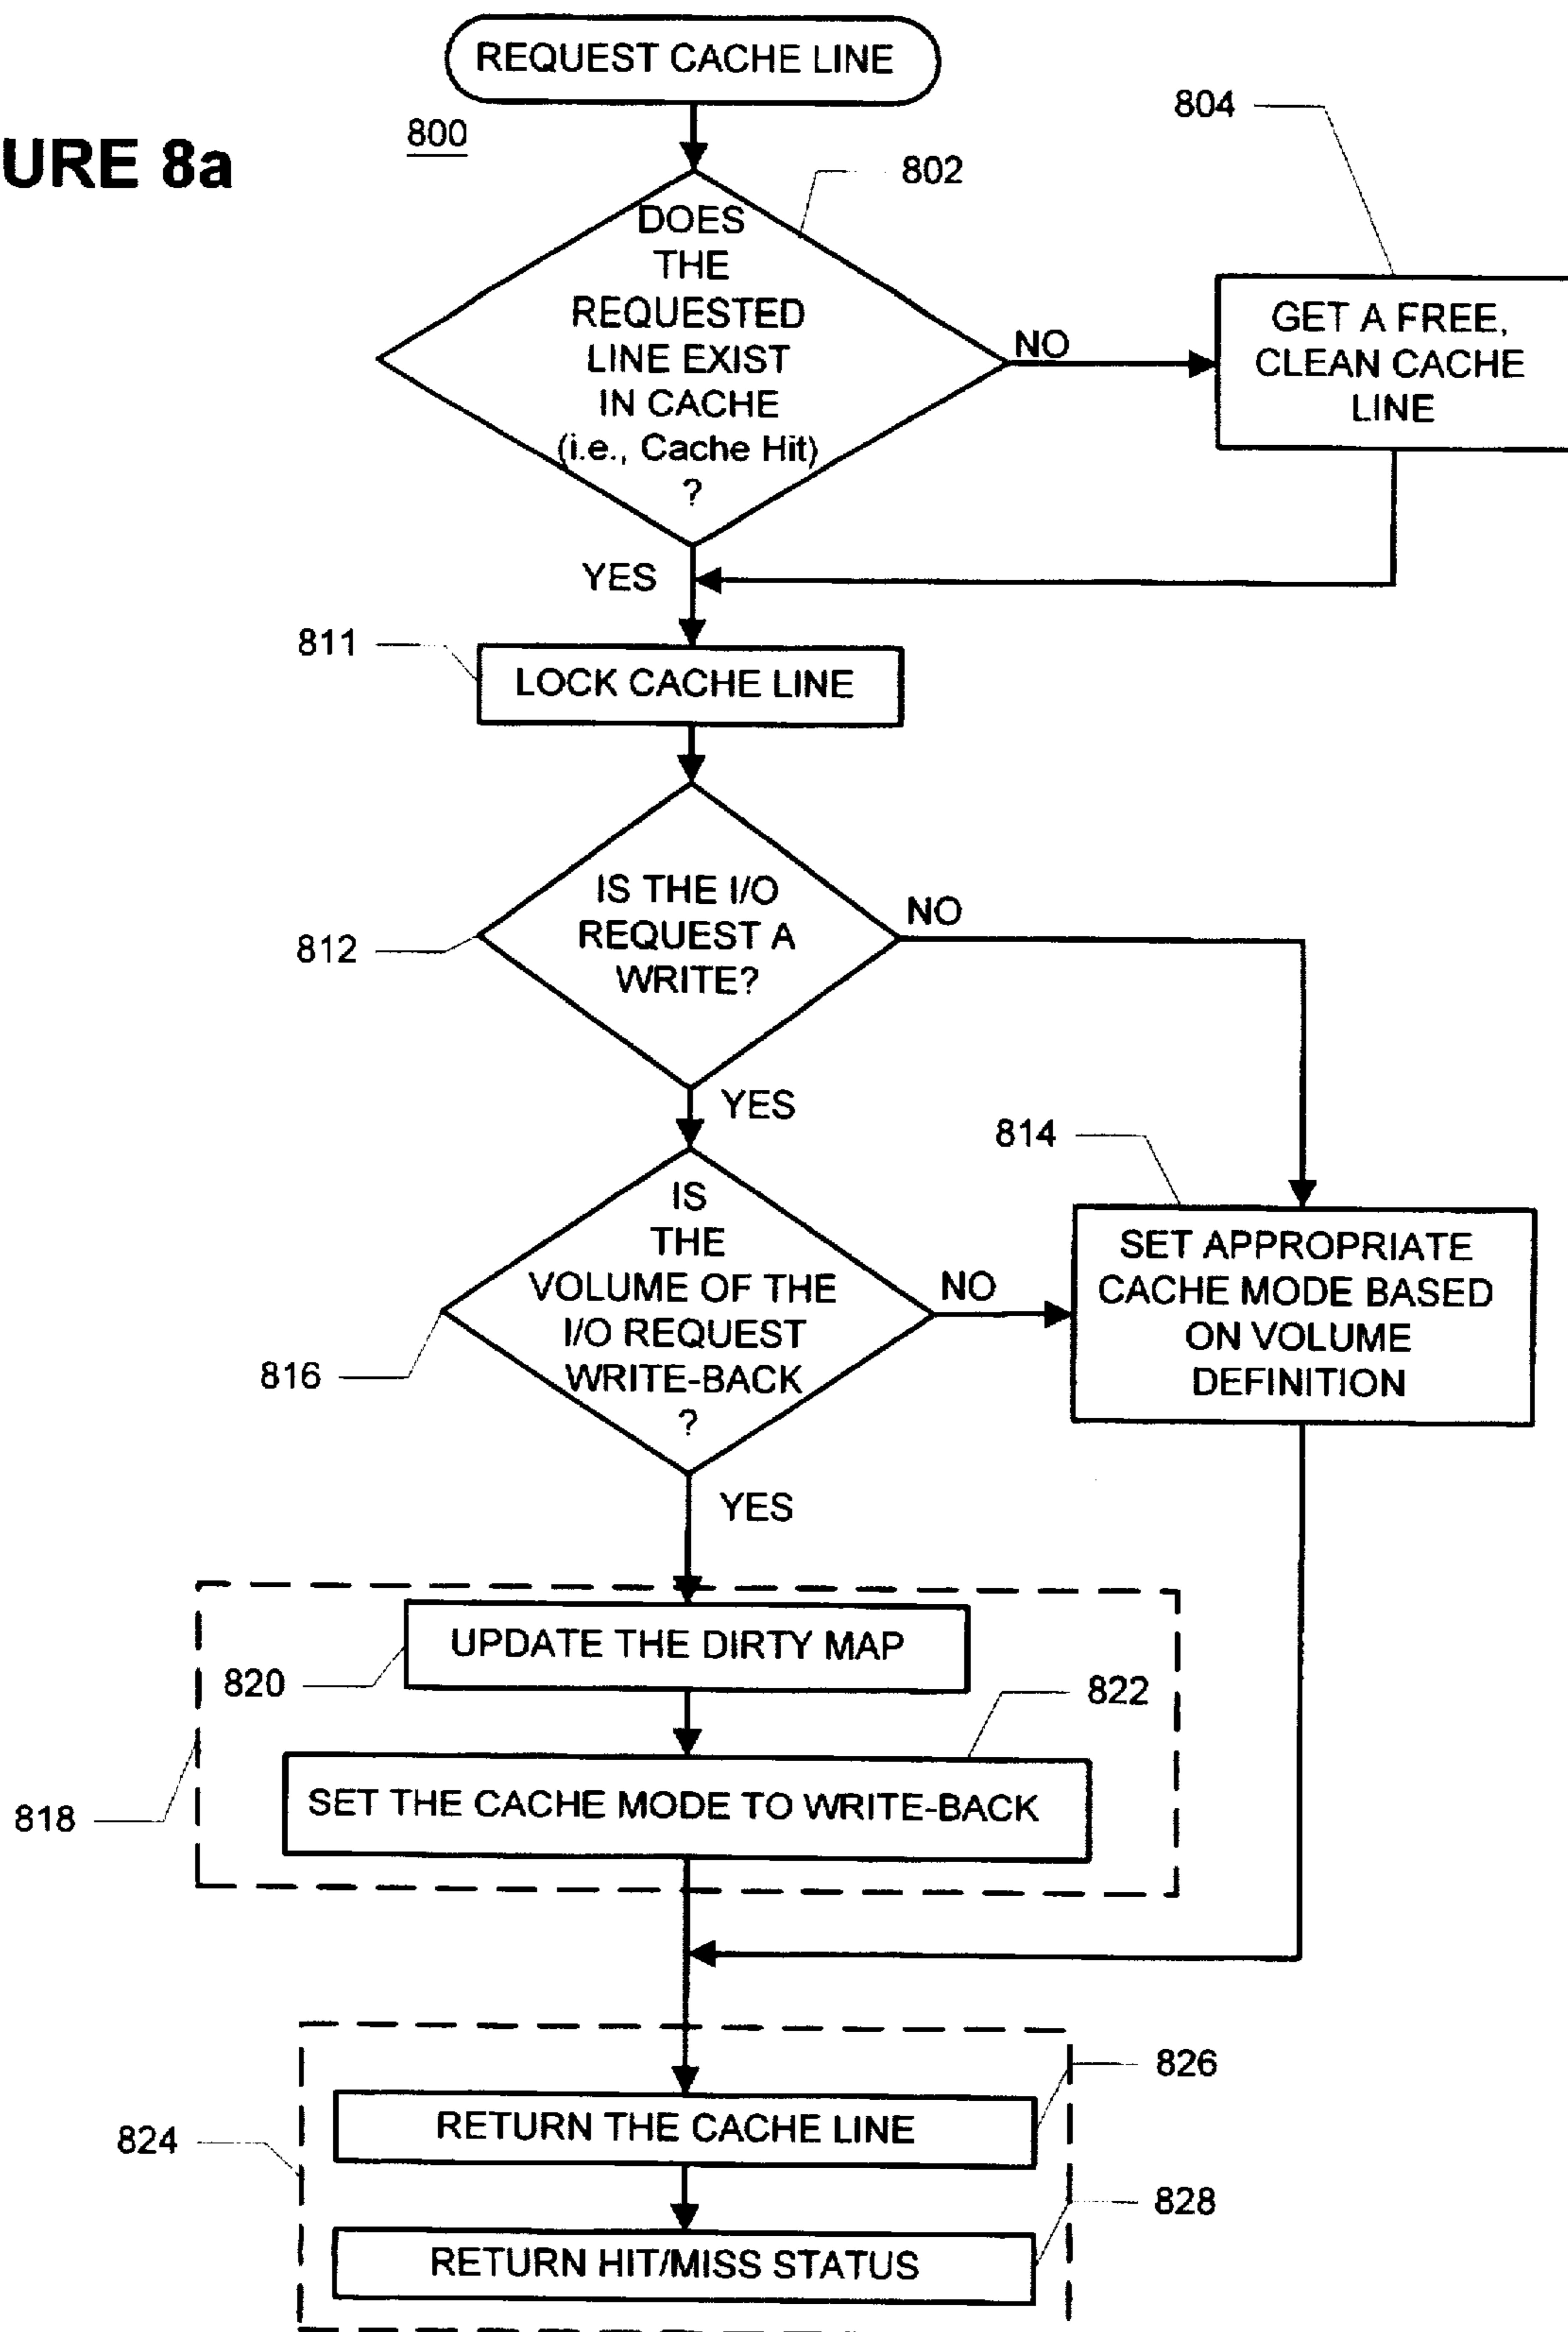 REQUEST CACHE LINE
804
800
URE 8a
802
DOES
THE
REQUESTED
LINE EXIST
IN CACHE
(i.e., Cache Hit)
?
NO
GET A FREE,
CLEAN CACHE
LINE
YES
811
LOCK CACHE LINE
IS THE I/O
REQUEST A
WRITE?
NO
812
YES
814
IS
THE
VOLUME OF THE
I/O REQUEST
WRITE-BACK
?
NO
SET APPROPRIATE
CACHE MODE BASED
ON VOLUME
DEFINITION
816
YES
UPDATE THE DIRTY MAP
820
822
SET THE CACHE MODE TO WRITE-BACK
818
826
RETURN THE CACHE LINE
824
828
RETURN HIT/MISS STATUS